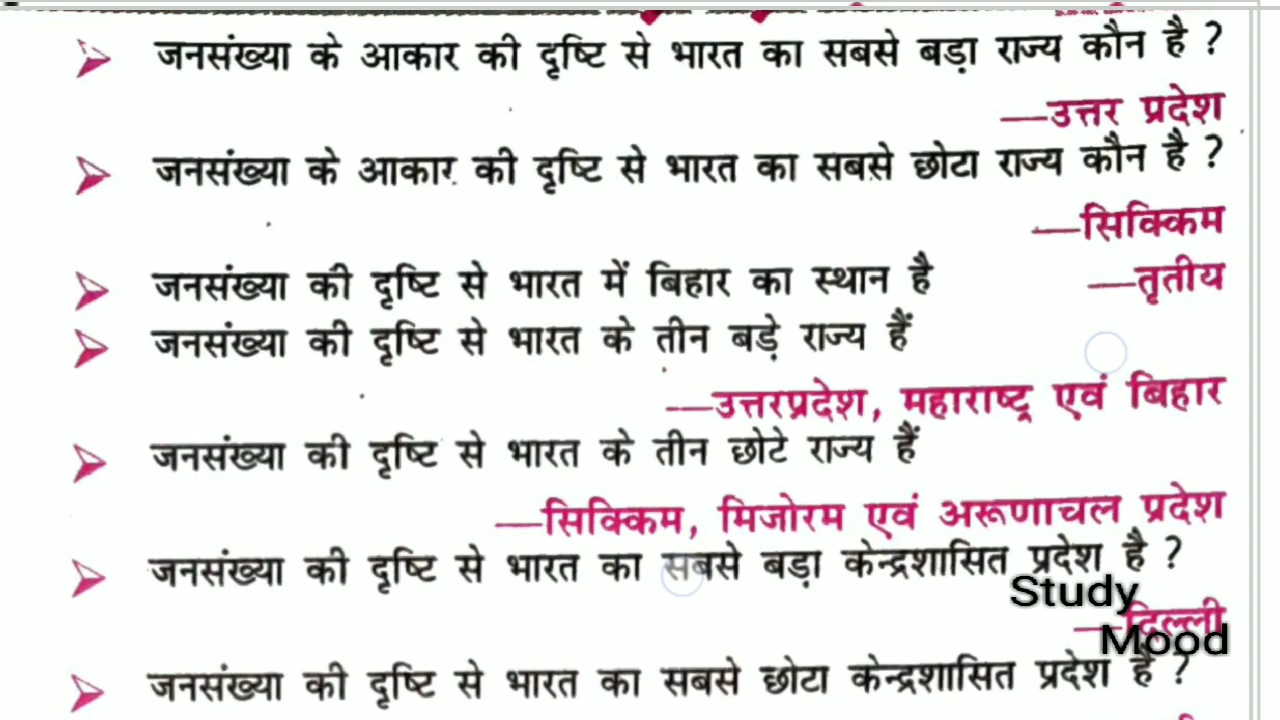 जनसंख्या के आकार की दृष्टि से भारत का सबसे बड़ा राज्य कौन है ?
—उत्तर प्रदेश
जनसंख्या के आकार की दृष्टि से भारत का सबसे छोटा राज्य कौन है ?
—सिक्किम
जनसंख्या की दृष्टि से भारत में बिहार का स्थान है —तृतीय
जनसंख्या की दृष्टि से भारत के तीन बड़े राज्य हैं
—उत्तरप्रदेश, महाराष्ट्र एवं बिहार
जनसंख्या की दृष्टि से भारत के तीन छोटे राज्य हैं
—सिक्किम, मिजोरम एवं अरूणाचल प्रदेश
जनसंख्या की दृष्टि से भारत का सबसे बड़ा केन्द्रशासित प्रदेश है ?
—दिल्ली
Study
Mood
जनसंख्या की दृष्टि से भारत का सबसे छोटा केन्द्रशासित प्रदेश है ?